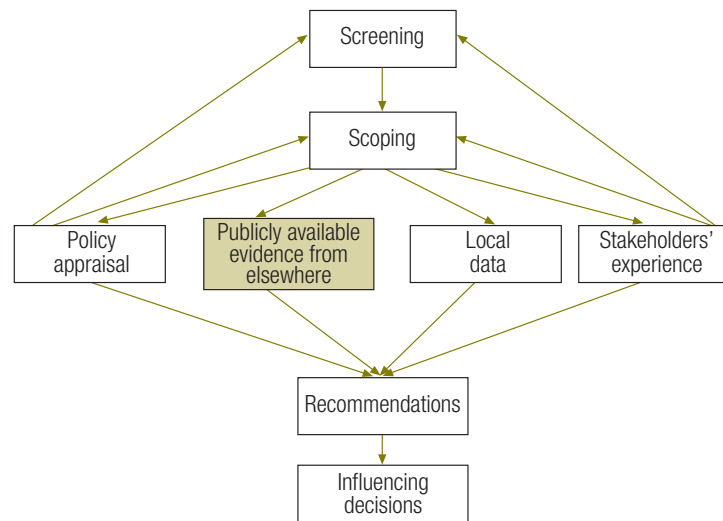 Screening
Scoping
Policy
appraisal
Publicly available
evidence from
elsewhere
Local
data
Stakeholders'
experience
Recommendations
Influencing
decisions